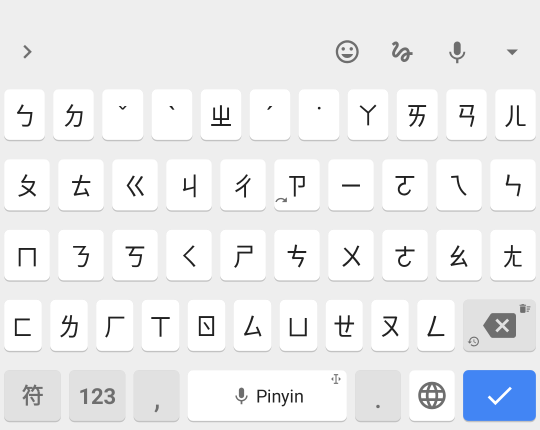 ㄅ ㄉ ˇ ˋ ㄓ ˊ ˙ ㄚ ㄞ ㄢ ㄦ
ㄆ ㄊ ㄍ ㄐ ㄔ ㄗ ㄧ ㄛ ㄟ ㄣ
ㄇ ㄋ ㄎ ㄑ ㄕ ㄘ ㄨ ㄜ ㄠ ㄤ
ㄈ ㄌ ㄏ ㄒ ㄖ ㄙ ㄩ ㄝ ㄡ ㄥ
符 123 , Pinyin .